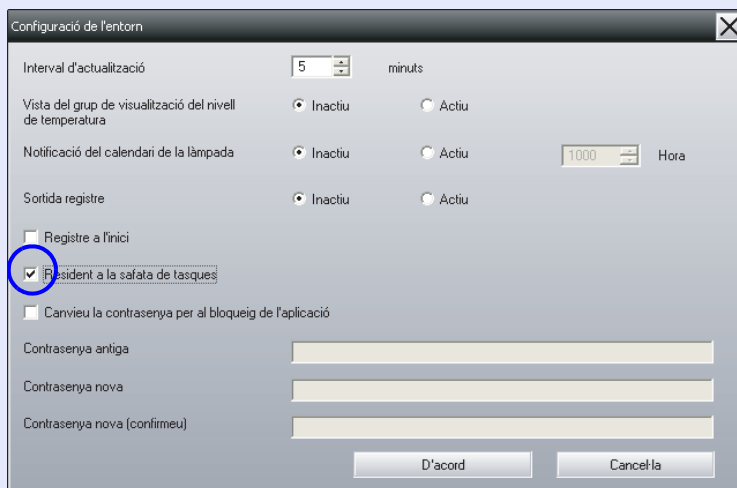 Configuració de l'entorn
Interval d'actualització 5 minuts
Vista del grup de visualització del nivell
de temperatura Inactiu Actiu
Notificació del calendari de la làmpada Inactiu Actiu 1000 Hora
Sortida registre Inactiu Actiu
Registre a l'inici
Resident a la safata de tasques
Canvieu la contrasenya per al bloqueig de l'aplicació
Contrasenya antiga
Contrasenya nova
Contrasenya nova (confirmeu)
D'acord Cancel·la